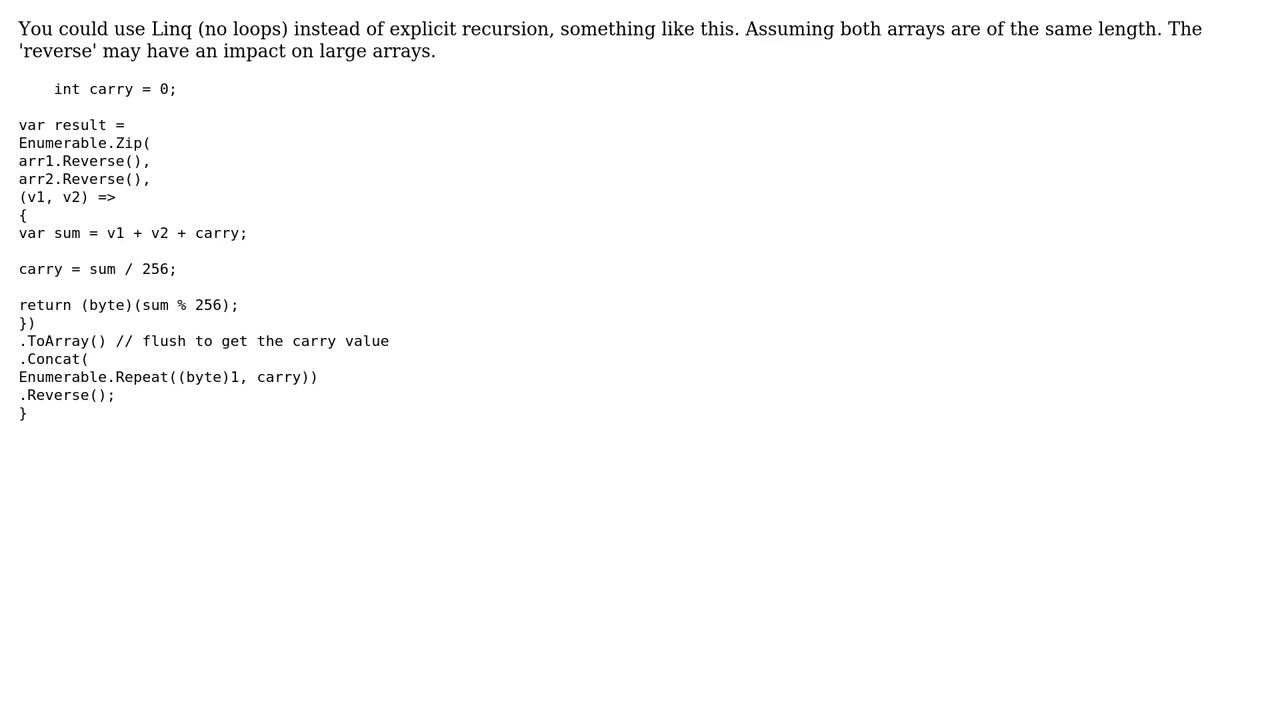 You could use Linq (no loops) instead of explicit recursion, something like this. Assuming both arrays are of the same length. The
'reverse' may have an impact on large arrays.
int carry = 0;
var result =
Enumerable.Zip(
arr1.Reverse(),
arr2.Reverse(),
(v1, v2) =>
{
var sum = v1 + v2 + carry;
carry = sum / 256;
return (byte)(sum % 256);
})
.ToArray() // flush to get the carry value
.Concat(
Enumerable.Repeat((byte)1, carry))
.Reverse();
}